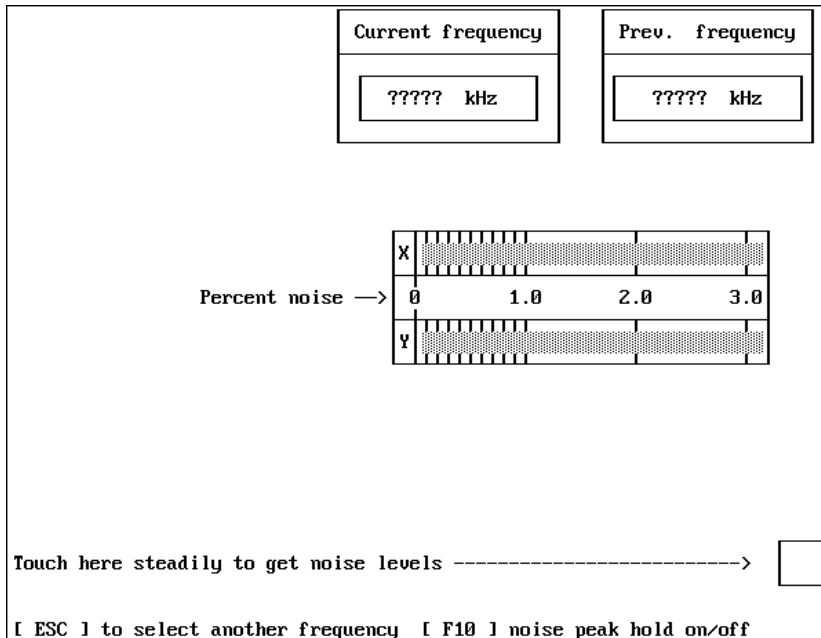 Current frequency
Prev. frequency
????? kHz
????? kHz
X
Percent noise --> 0 1.0 2.0 3.0
Y
Touch here steadily to get noise levels --------------------------->
[ ESC ] to select another frequency [ F10 ] noise peak hold on/off